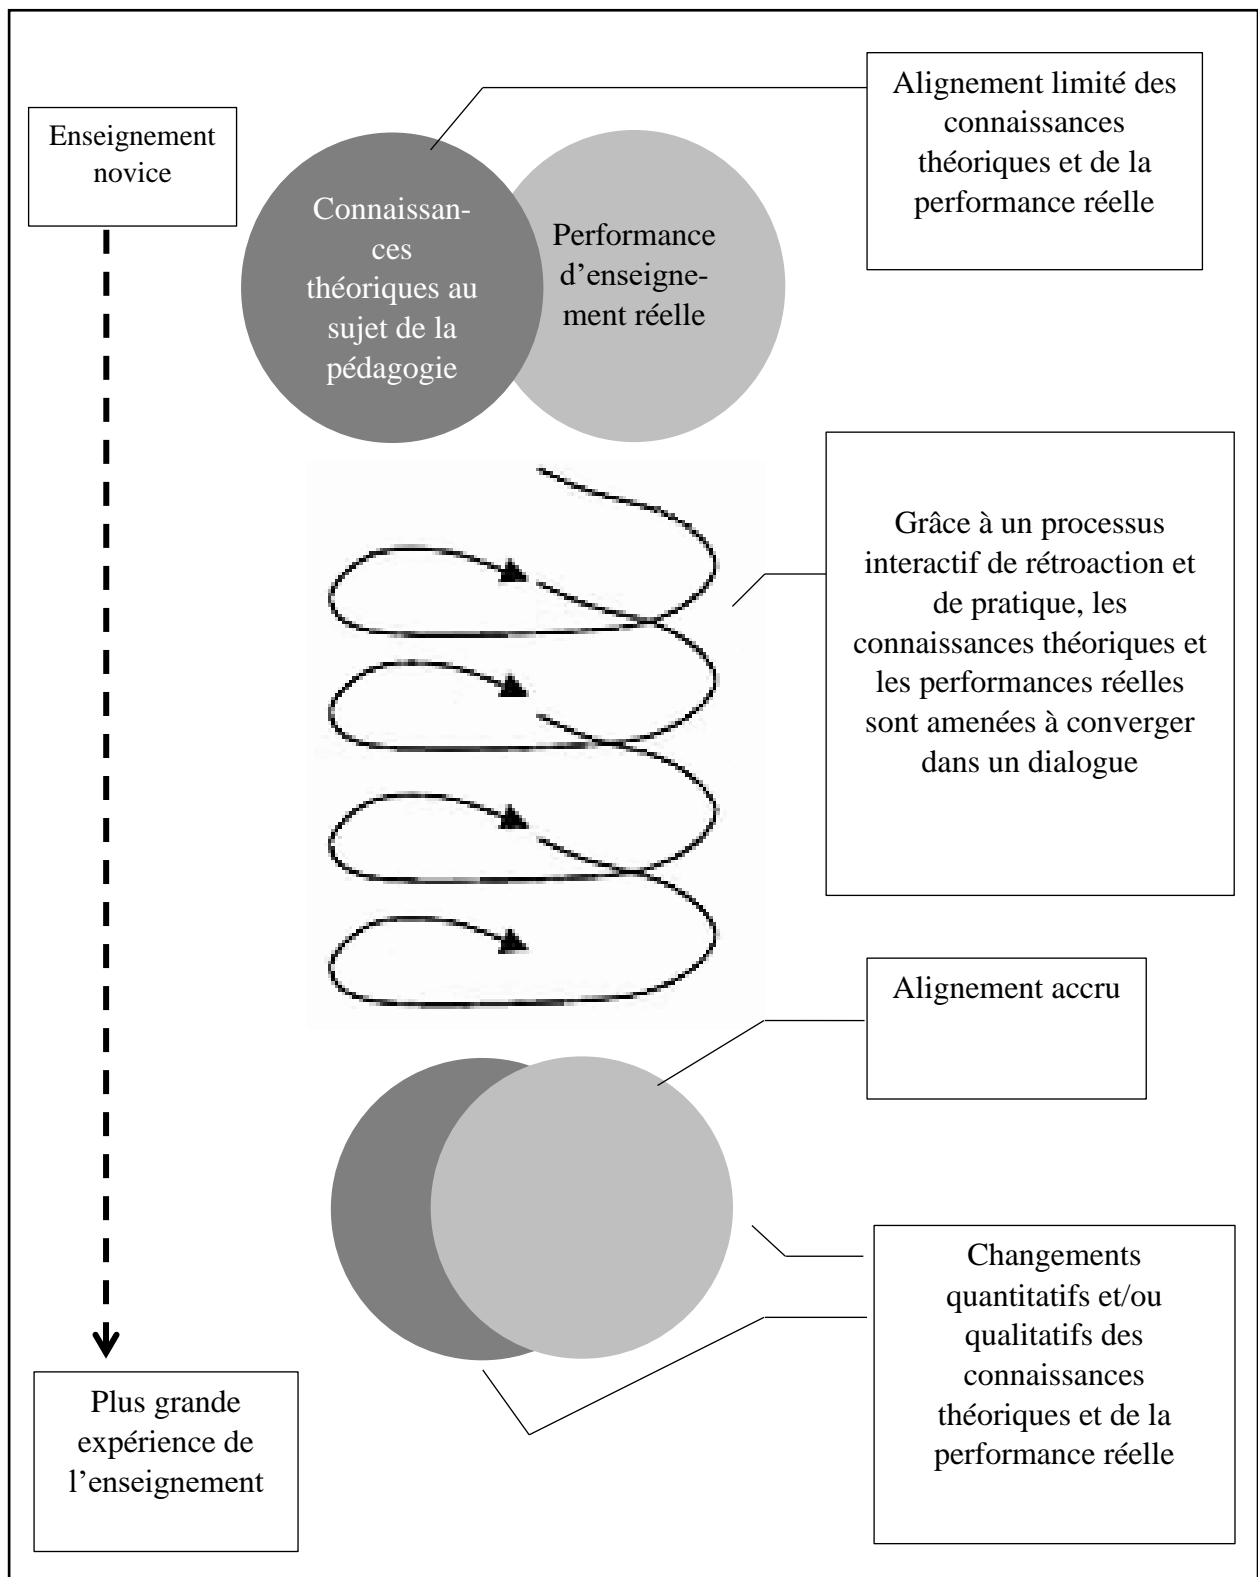 Enseignement
novice
Connaissan-
ces
théoriques au
sujet de la
pédagogie
Performance
d’enseigne-
ment réelle
Alignement limité des
connaissances
théoriques et de la
performance réelle
Grâce à un processus
interactif de rétroaction et
de pratique, les
connaissances théoriques et
les performances réelles
sont amenées à converger
dans un dialogue
Alignement accru
Changements
quantitatifs et/ou
qualitatifs des
connaissances
théoriques et de la
performance réelle
Plus grande
expérience de
l’enseignement